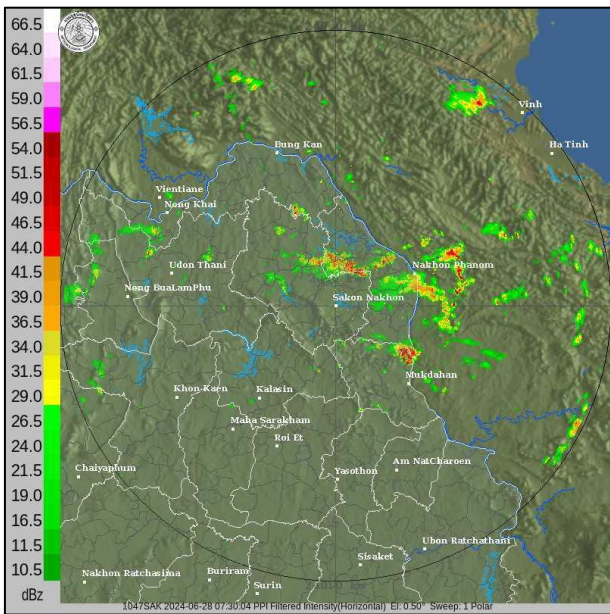 66.5
64.0
61.5
59.0
56.5
54.0
51.5
49.0
46.5
44.0
41.5
39.0
36.5
34.0
31.5
29.0
26.5
24.0
21.5
19.0
16.5
13.0
10.5
dBz
Vinh
Ha Tinh
Bung Kan
Vientiane
Nong Khai
Udon Thani
Nakhon Phanom
Nong BuaLamPhu
Sakon Nakhon
Mukdahan
Khon Kaen
Kalasin
Maha Sarakham
Roi Et
Chaiyaphum
Yasothon
Am NatCharoen
Ubon Ratchathani
Sisaket
Nakhon Ratchasima
Buriram
Surin
1047SAK 2024-06-28 07:30:04 PPI Filtered Intensity(Horizontal) El: 0.50° Sweep: 1 Polar